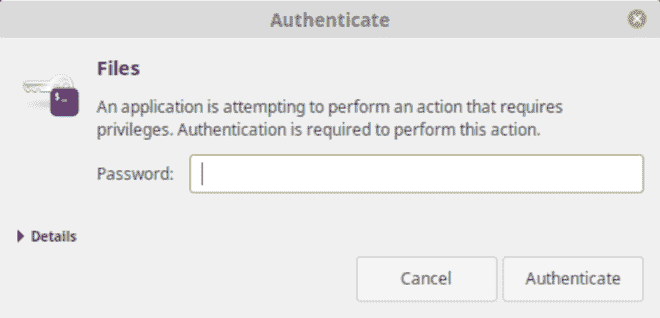 Authenticate
Files
$_
An application is attempting to perform an action that requires
privileges. Authentication is required to perform this action.
Password:
Details
Cancel
Authenticate